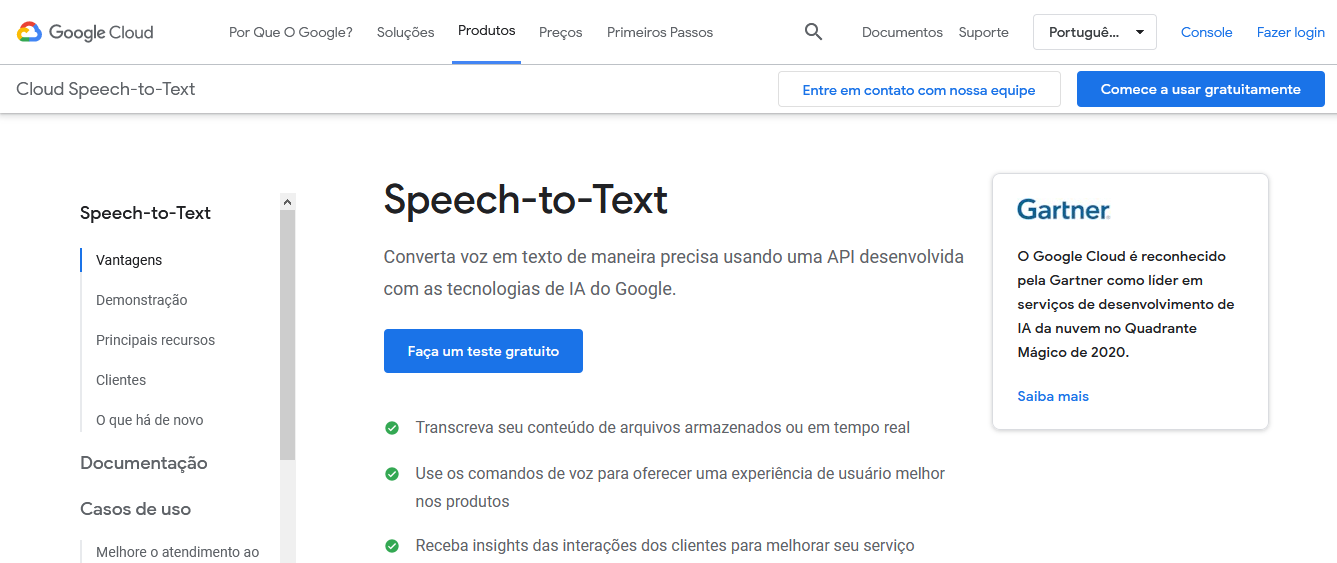 Google Cloud Por Que O Google? Soluções Produtos Preços Primeiros Passos Documentos Suporte Portuguê... Console Fazer login
Cloud Speech-to-Text Entre em contato com nossa equipe Comece a usar gratuitamente
Speech-to-Text
Vantagens
Demonstração
Principais recursos
Clientes
O que há de novo
Documentação
Casos de uso
Melhore o atendimento ao
Speech-to-Text
Converta voz em texto de maneira precisa usando uma API desenvolvida
com as tecnologias de IA do Google.
Faça um teste gratuito
Transcreva seu conteúdo de arquivos armazenados ou em tempo real
Use os comandos de voz para oferecer uma experiência de usuário melhor
nos produtos
Receba insights das interações dos clientes para melhorar seu serviço
Gartner
O Google Cloud é reconhecido
pela Gartner como líder em
serviços de desenvolvimento de
IA da nuvem no Quadrante
Mágico de 2020.
Saiba mais